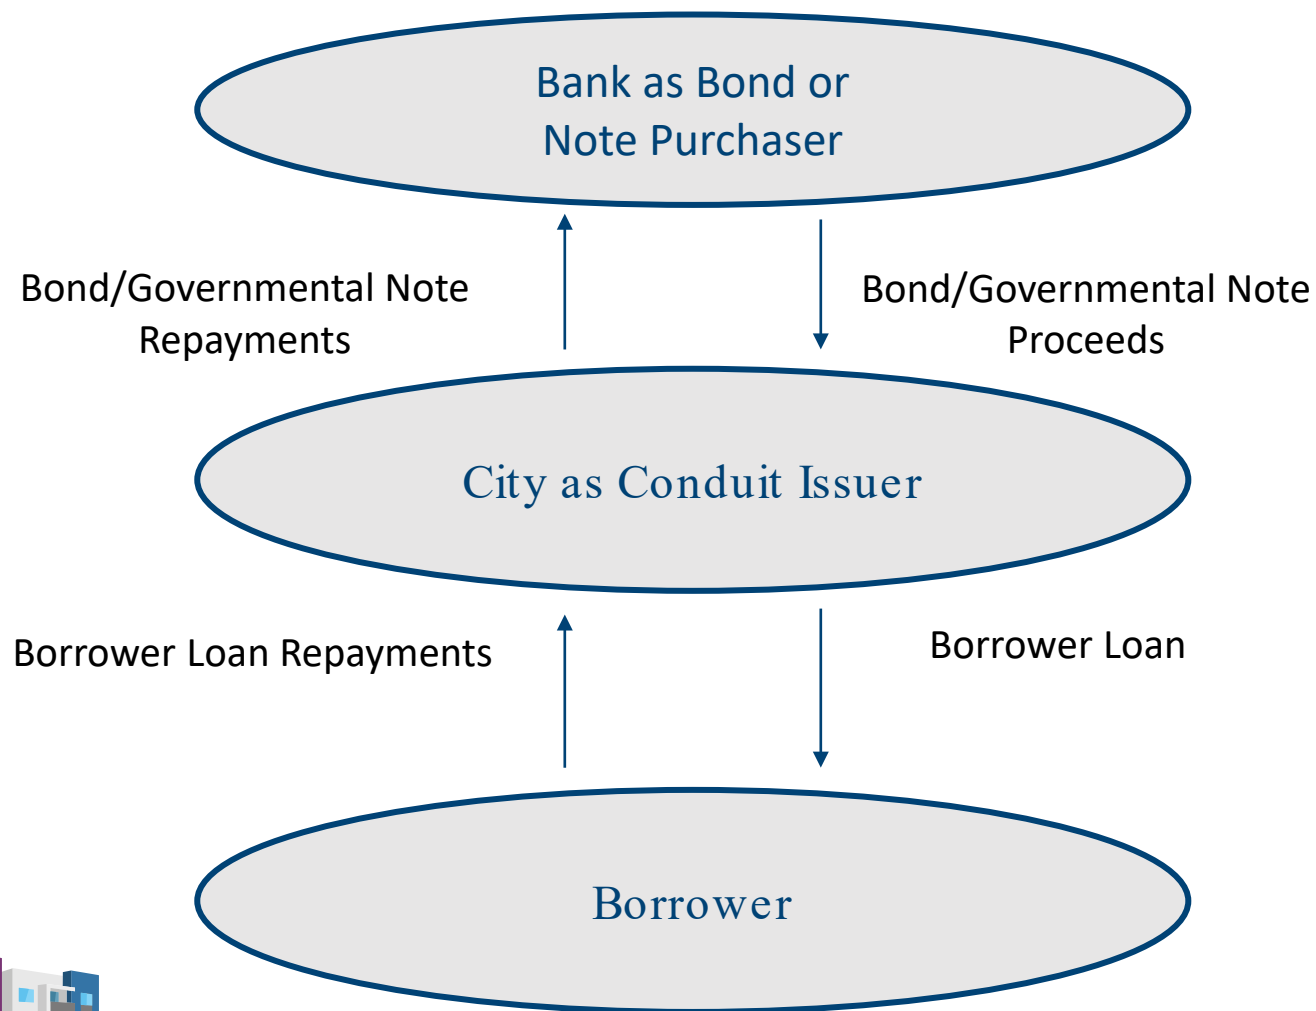 Bank as Bond or
Note Purchaser
Bond/Governmental Note
Repayments
Bond/Governmental Note
Proceeds
City as Conduit Issuer
Borrower Loan Repayments
Borrower Loan
Borrower